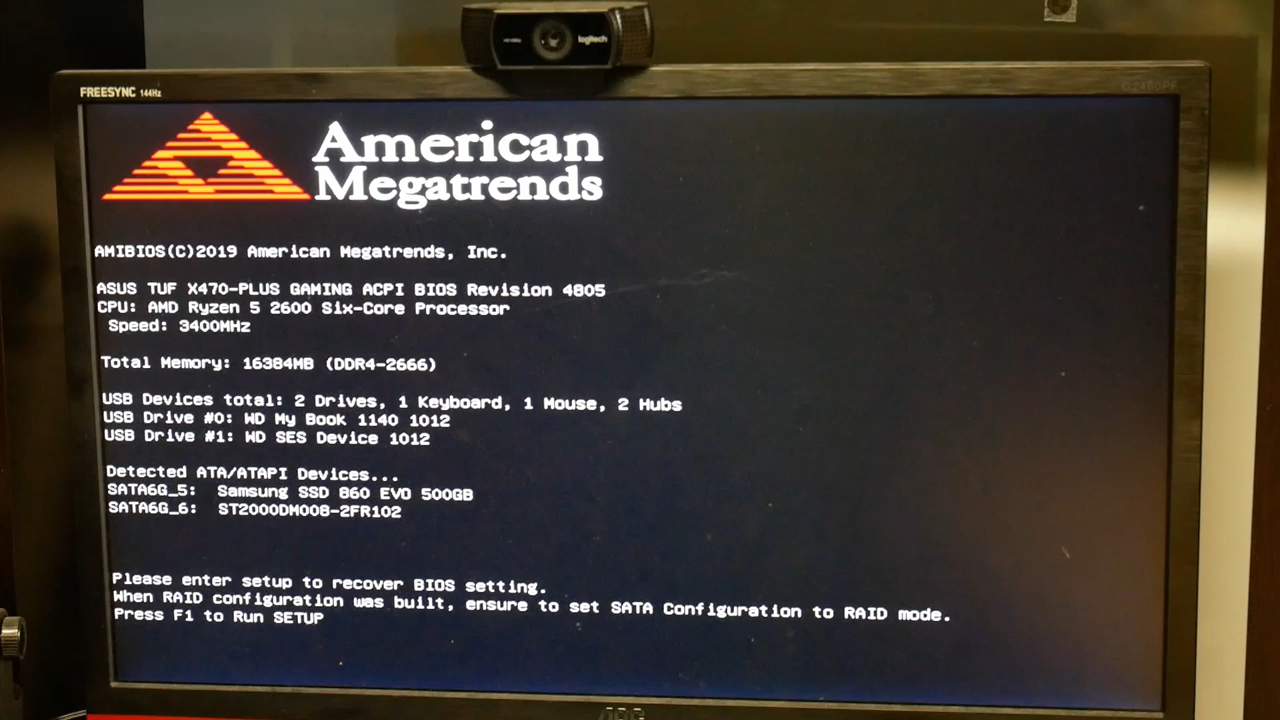 logitech
FREESYNC 144Hz
G2460PF
American
Megatrends
AMIBIOS(C)2019 American Megatrends, Inc.
ASUS TUF X470-PLUS GAMING ACPI BIOS Revision 4805
CPU: AMD Ryzen 5 2600 Six-Core Processor
Speed: 3400MHz
Total Memory: 16384MB (DDR4-2666)
USB Devices total: 2 Drives, 1 Keyboard, 1 Mouse, 2 Hubs
USB Drive #0: WD My Book 1140 1012
USB Drive #1: WD SES Device 1012
Detected ATA/ATAPI Devices...
SATA6G_5: Samsung SSD 860 EVO 500GB
SATA6G_6: ST2000DM008-2FR102
Please enter setup to recover BIOS setting.
When RAID configuration was built, ensure to set SATA Configuration to RAID mode.
Press F1 to Run SETUP